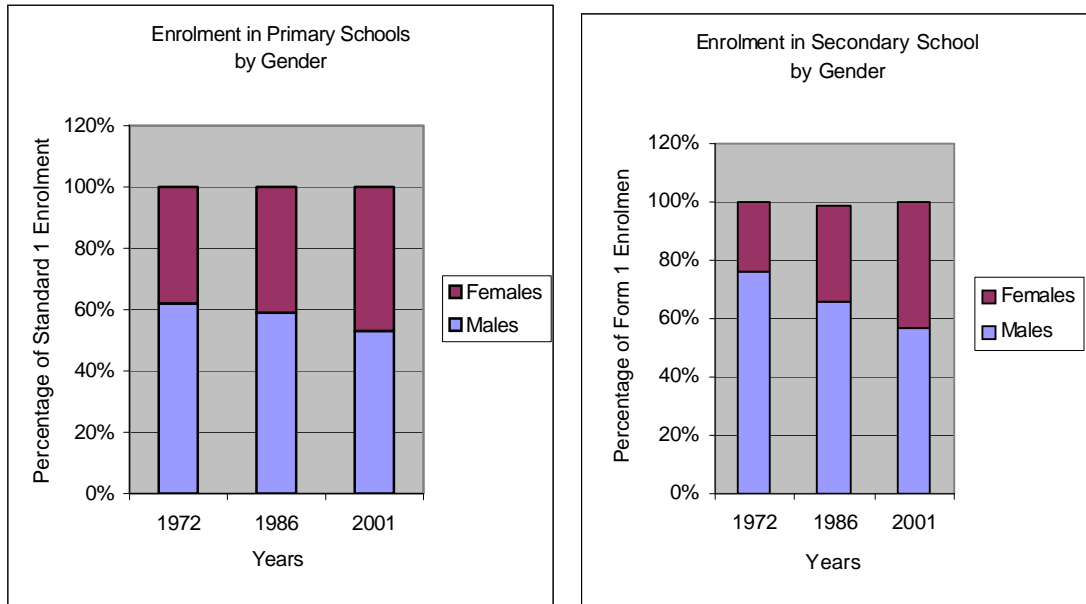 Enrolment in Primary Schools
by Gender
Percentage of Standard 1 Enrolment
120%
100%
80%
60%
40%
20%
0%
1972 1986 2001
Years
Females
Males
Enrolment in Secondary School
by Gender
Percentage of Form 1 Enrolmen
120%
100%
80%
60%
40%
20%
0%
1972 1986 2001
Years
Females
Males